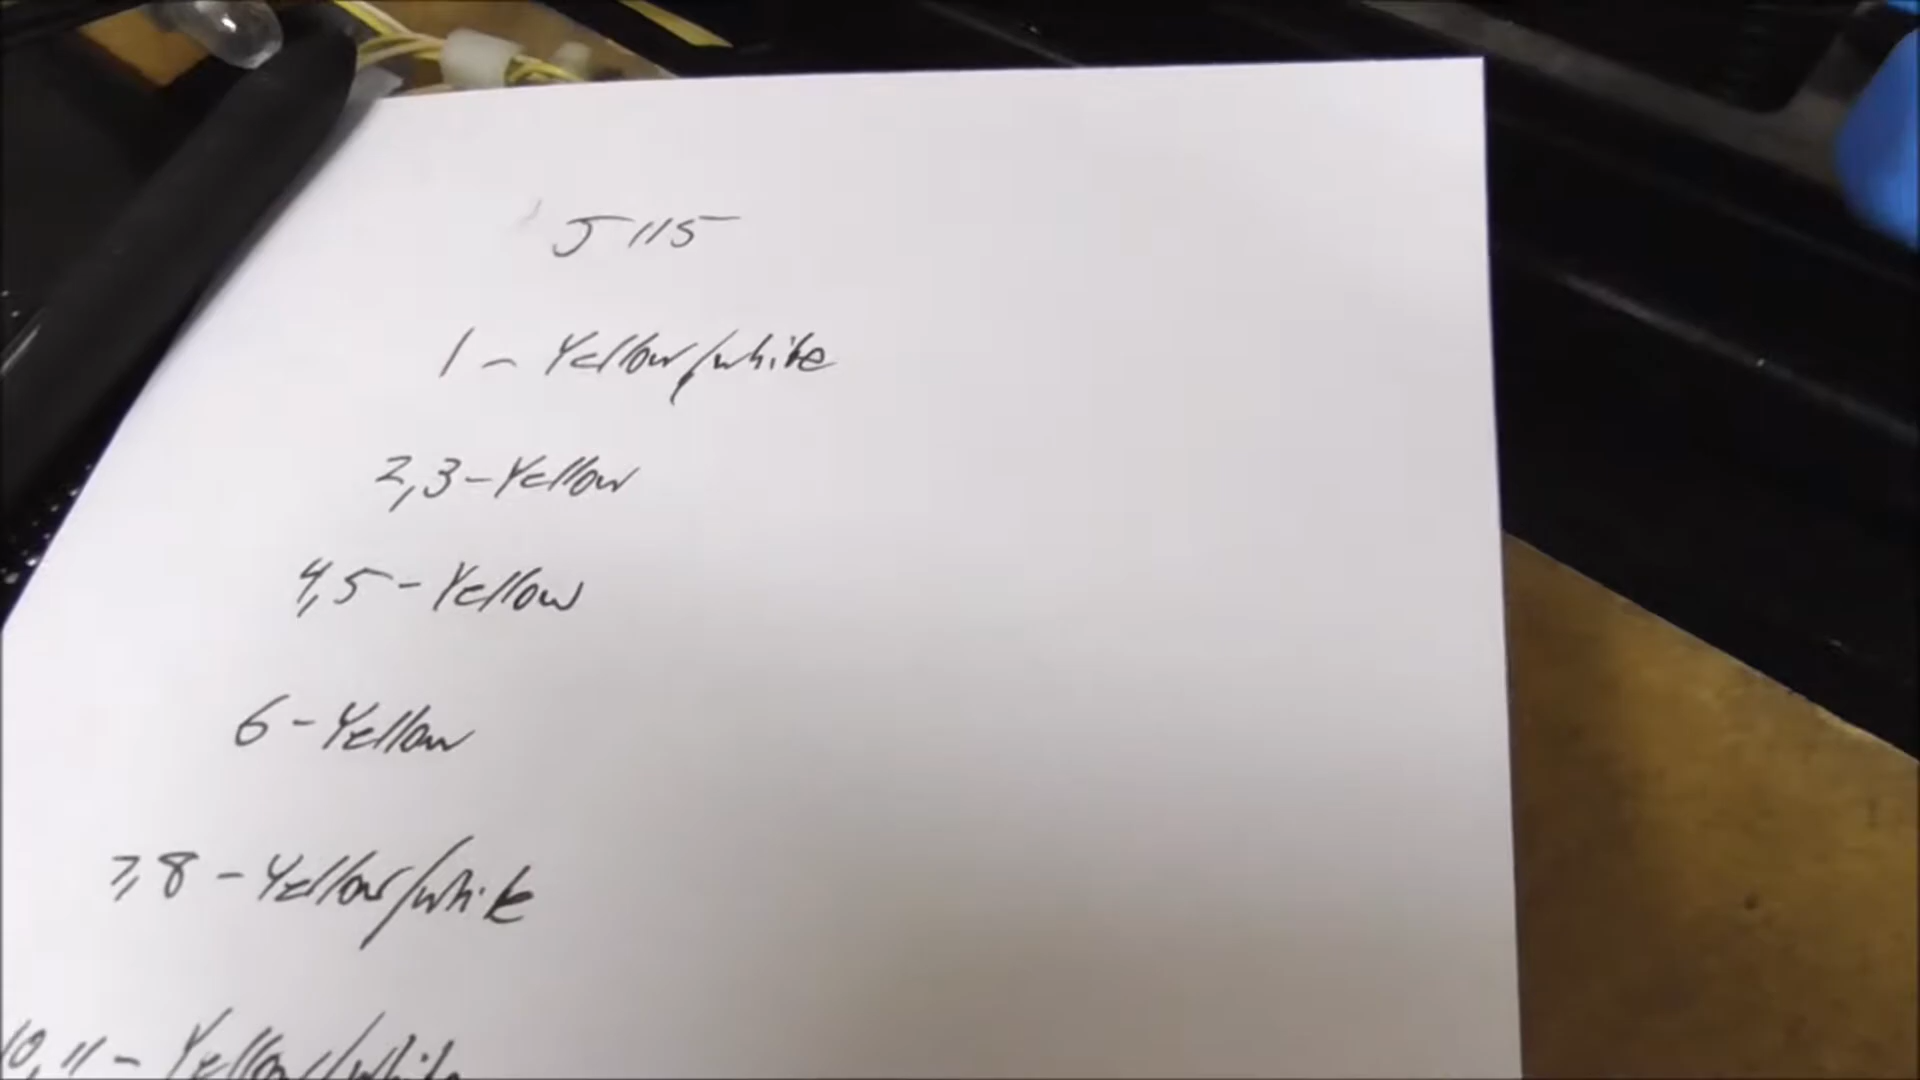 J115
1 - Yellow/white
2,3 - Yellow
4,5 - Yellow
6 - Yellow
7,8 - Yellow/white
10, 11 - Yellow/white